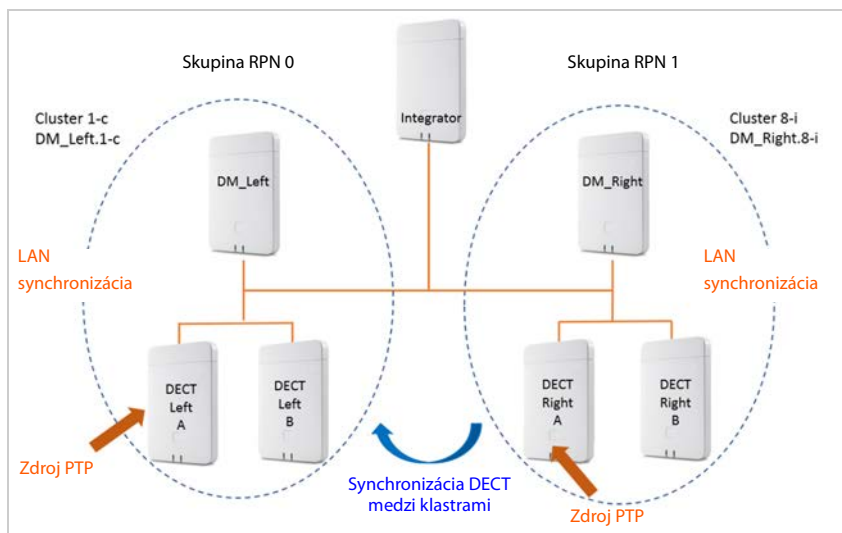 Skupina RPN 0
Skupina RPN 1
Integrator
Cluster 1-c
DM_Left.1-c
Cluster 8-i
DM_Right.8-i
DM_Left
DM_Right
LAN
synchronizácia
LAN
synchronizácia
DECT
Left
A
DECT
Left
B
DECT
Right
A
DECT
Right
B
Zdroj PTP
Synchronizácia DECT
medzi klastrami
Zdroj PTP